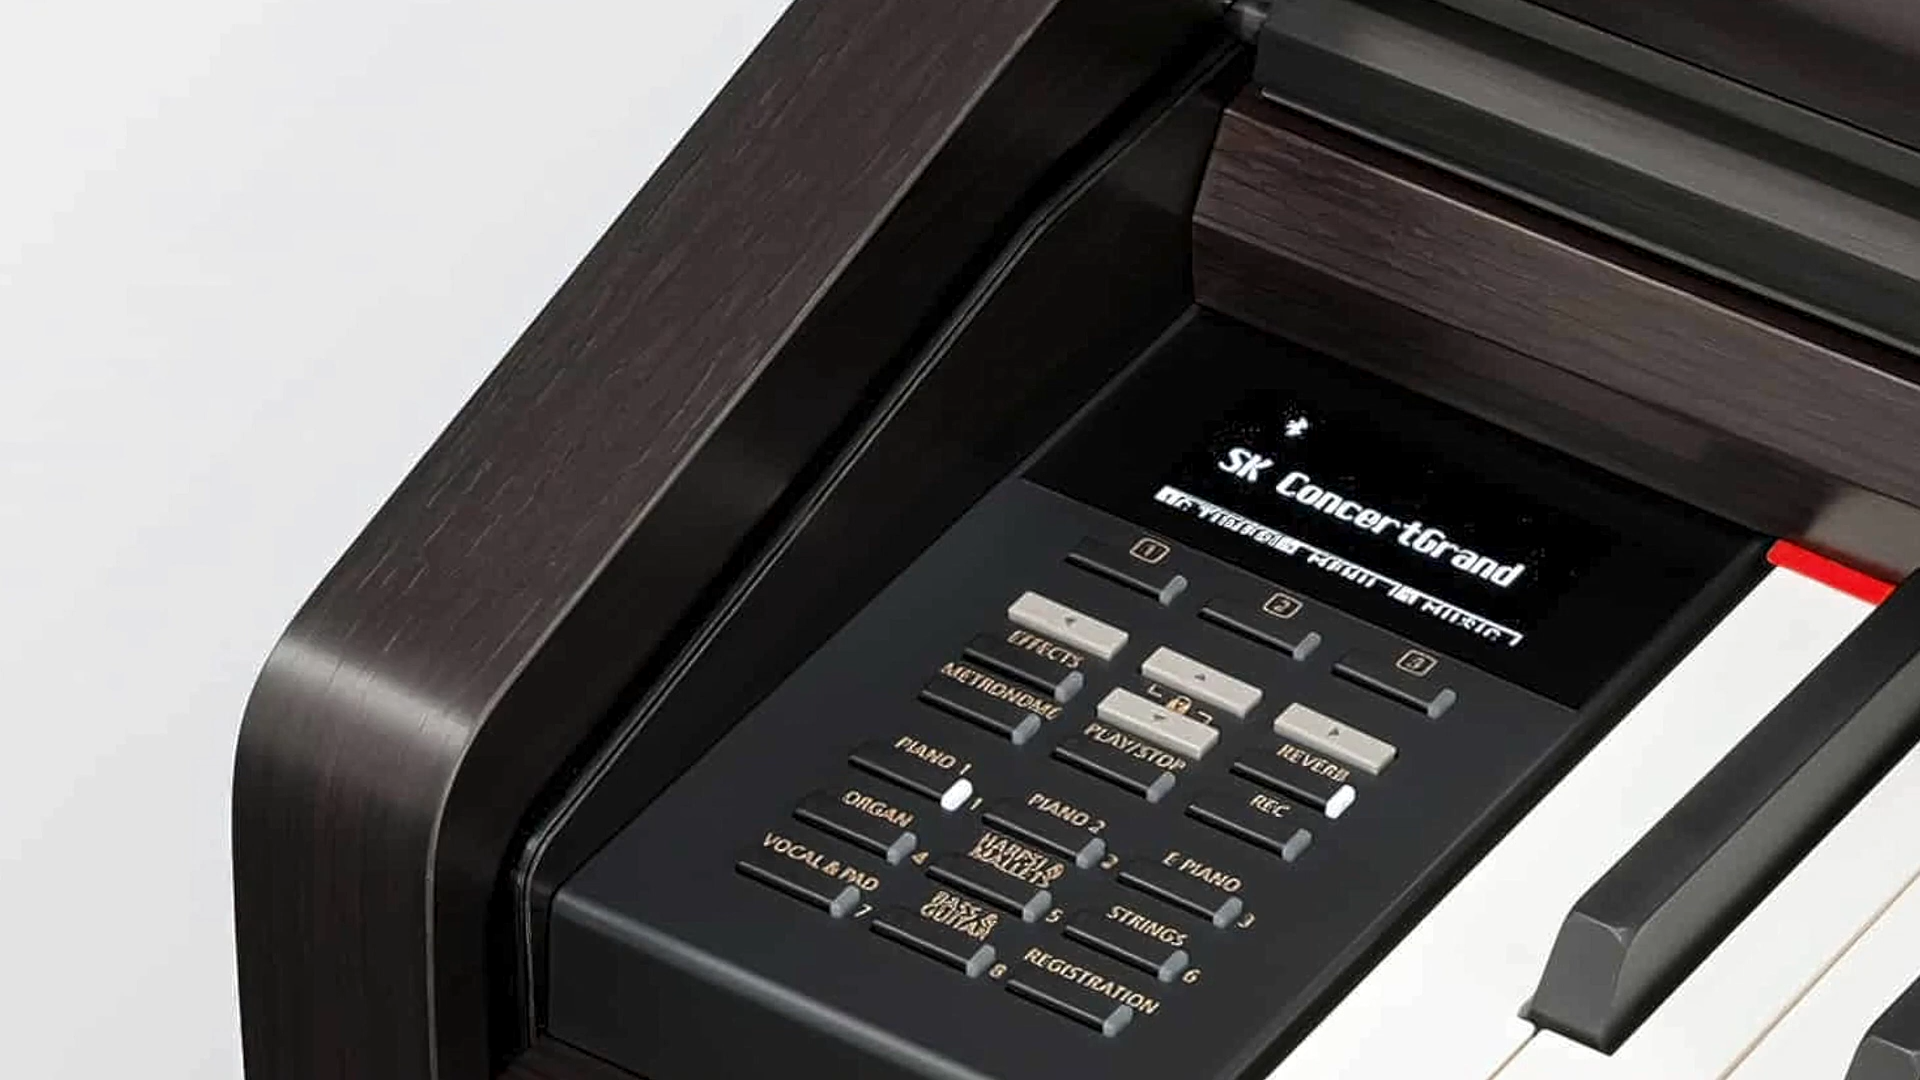 SK ConcertGrand
1
2
3
EFFECTS
METRONOME
PLAY/STOP
REVERB
REC
PIANO 1
1
PIANO 2
2
E PIANO
3
ORGAN
4
HARPSI &
MALLETS
5
STRINGS
6
VOCAL & PAD
7
BASS &
GUITAR
8
REGISTRATION